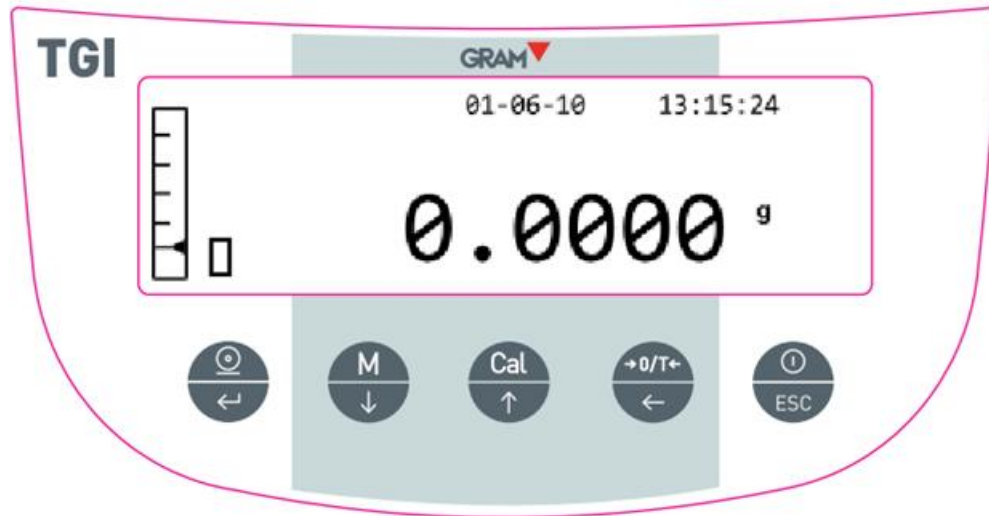 TGI
GRAM
01-06-10 13:15:24
0.0000 g
M Cal →0/T←
↵ ↓ ↑ ← ESC